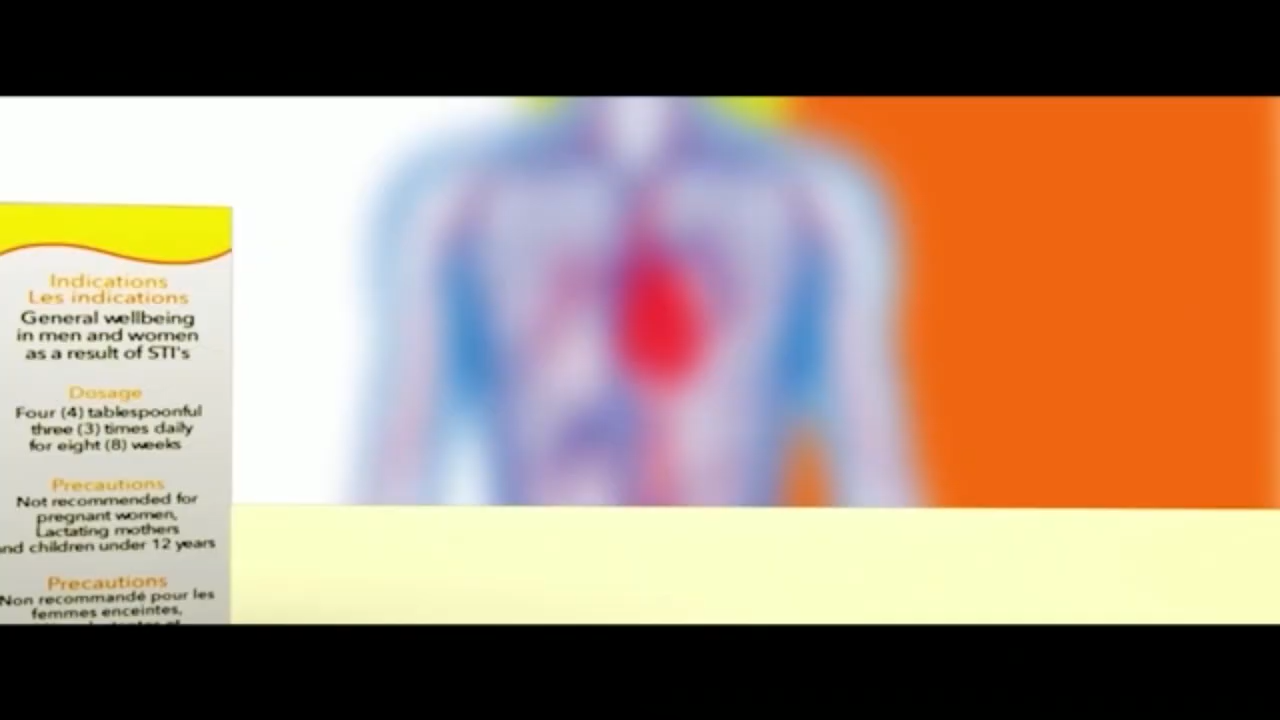 Indications
Les indications
General wellbeing
in men and women
as a result of STI's
Dosage
Four (4) tablespoonful
three (3) times daily
for eight (8) weeks
Precautions
Not recommended for
pregnant women,
Lactating mothers
and children under 12 years
Precautions
Non recommandé pour les
femmes enceintes,